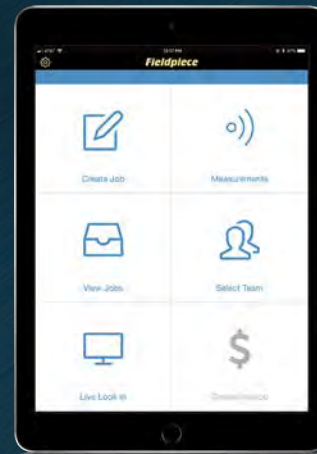 Fieldpiece
Create Job
Measurements
View Jobs
Select Team
Live Look In